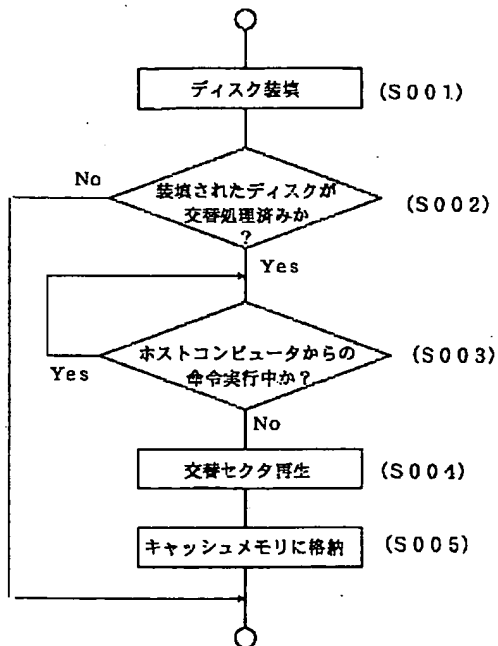 ディスク装填
(S001)
No
装填されたディスクが
交替処理済みか
?
(S002)
Yes
ホストコンピュータからの
命令実行中か?
(S003)
Yes
No
交替セクタ再生
(S004)
キャッシュメモリに格納
(S005)